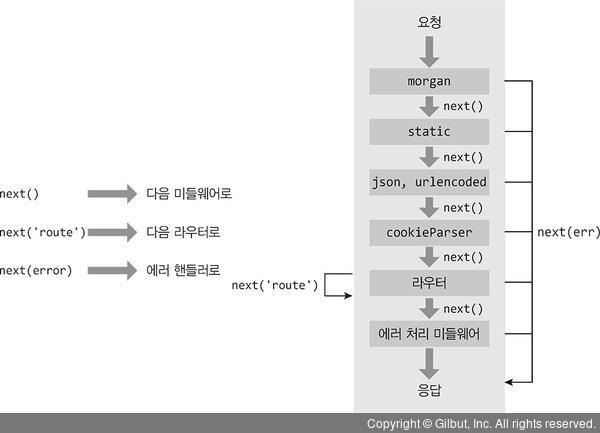 요청
morgan
next()
static
next()
json, urlencoded
next()
cookieParser
next()
라우터
next()
에러 처리 미들웨어
응답
next('route')
next(err)
next() 다음 미들웨어로
next('route') 다음 라우터로
next(error) 에러 핸들러로
Copyright © Gilbut, Inc. All rights reserved.